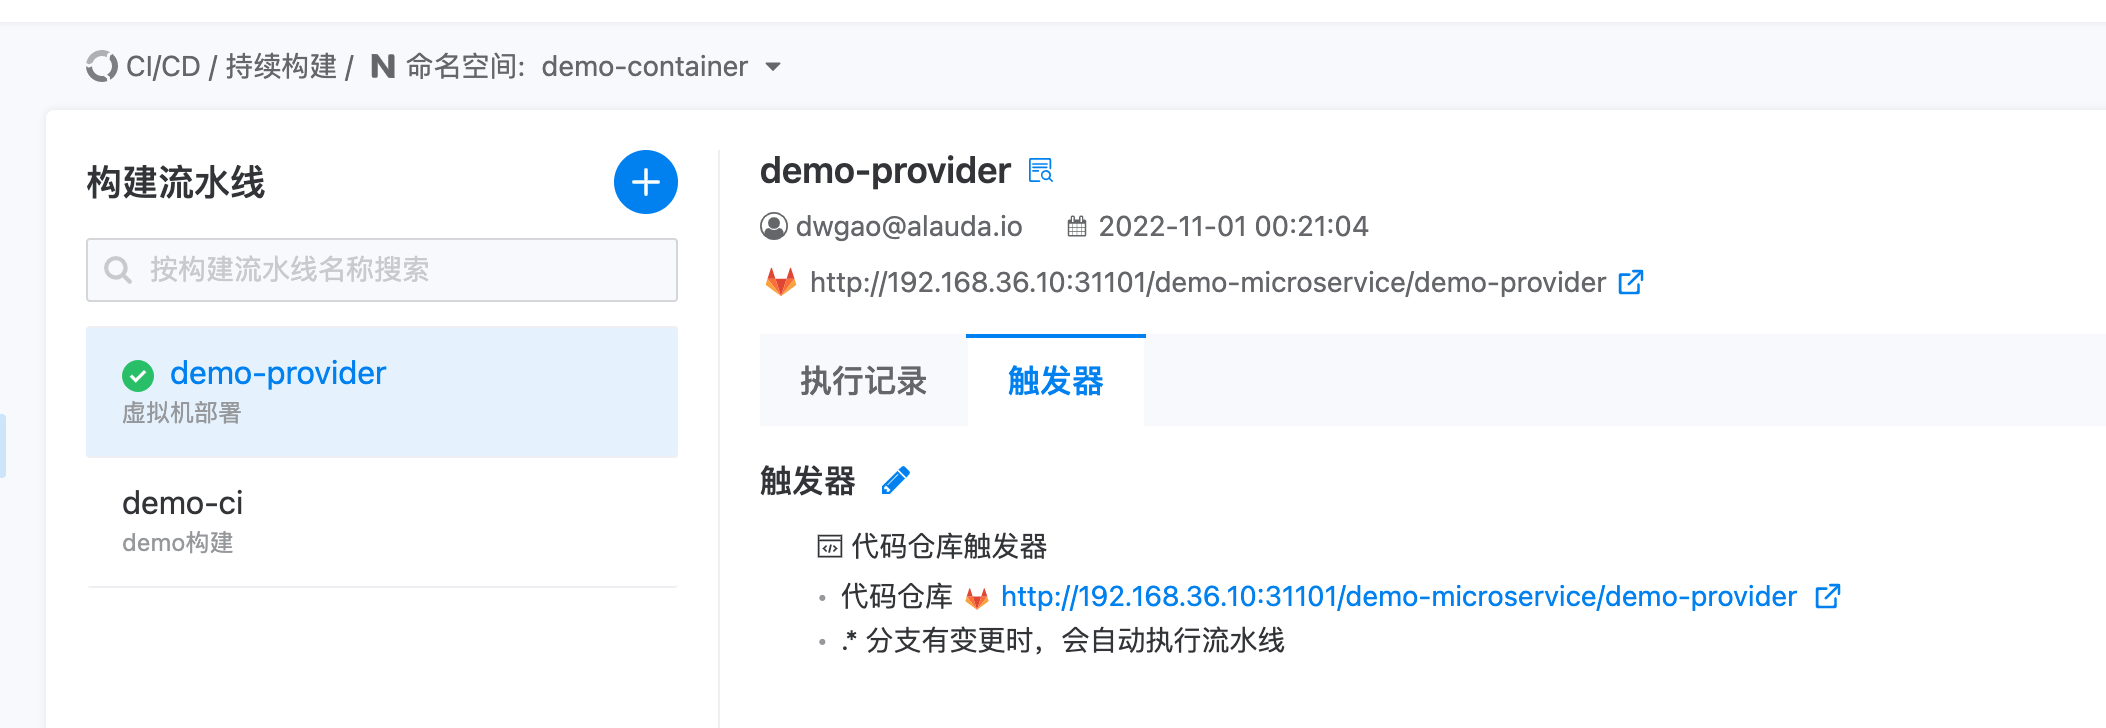 CI/CD / 持续构建 / N 命名空间: demo-container
构建流水线
按构建流水线名称搜索
demo-provider
虚拟机部署
demo-ci
demo构建
demo-provider
dwgao@alauda.io 2022-11-01 00:21:04
http://192.168.36.10:31101/demo-microservice/demo-provider
执行记录 触发器
触发器
代码仓库触发器
• 代码仓库 http://192.168.36.10:31101/demo-microservice/demo-provider
• .* 分支有变更时，会自动执行流水线